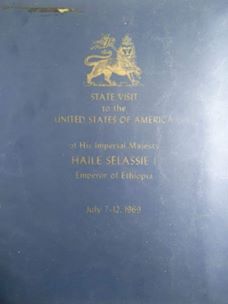 STATE VISIT
to the
UNITED STATES OF AMERICA
of His Imperial Majesty
HAILE SELASSIE I
Emperor of Ethiopia
July 7-12, 1969